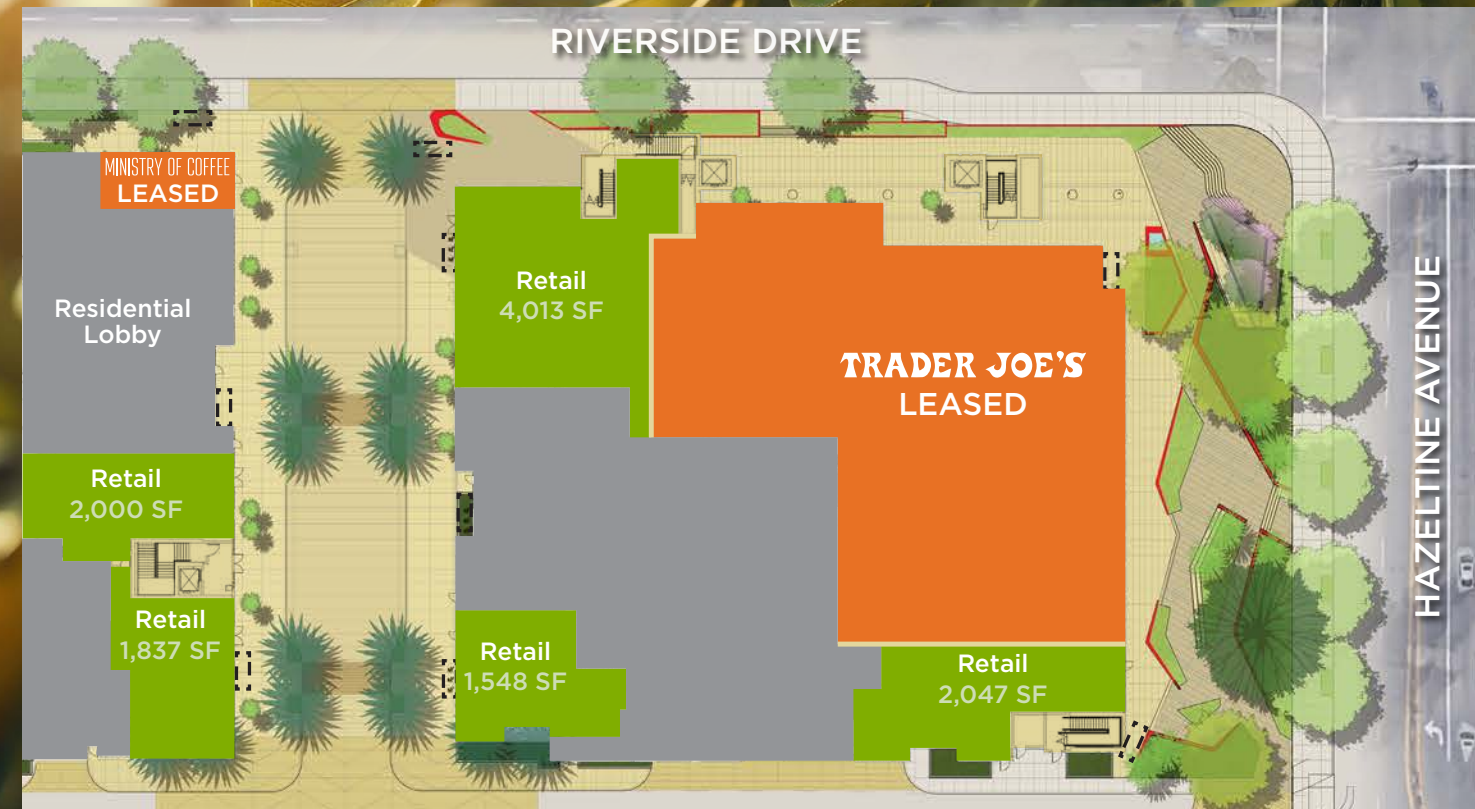 RIVERSIDE DRIVE
MINISTRY OF COFFEE
LEASED
Residential
Lobby
Retail
4,013 SF
TRADER JOE'S
LEASED
HAZELTINE AVENUE
Retail
2,000 SF
Retail
1,837 SF
Retail
1,548 SF
Retail
2,047 SF